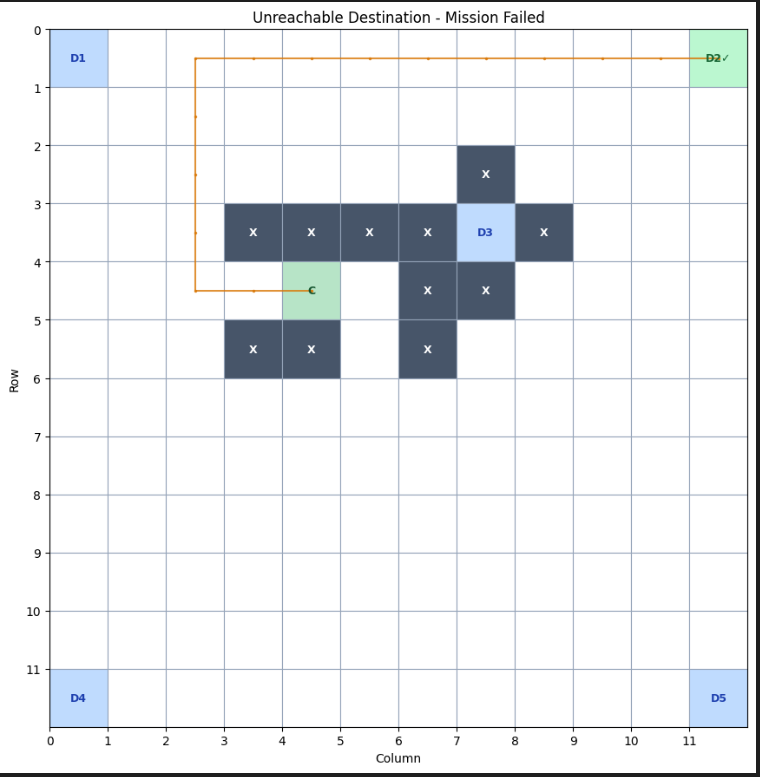 Unreachable Destination - Mission Failed
0
D1
D2✓
1
2
X
3
X X X X D3 X
4
C X X
5
X X X
6
Row
7
8
9
10
11
D4 D5
0 1 2 3 4 5 6 7 8 9 10 11
Column